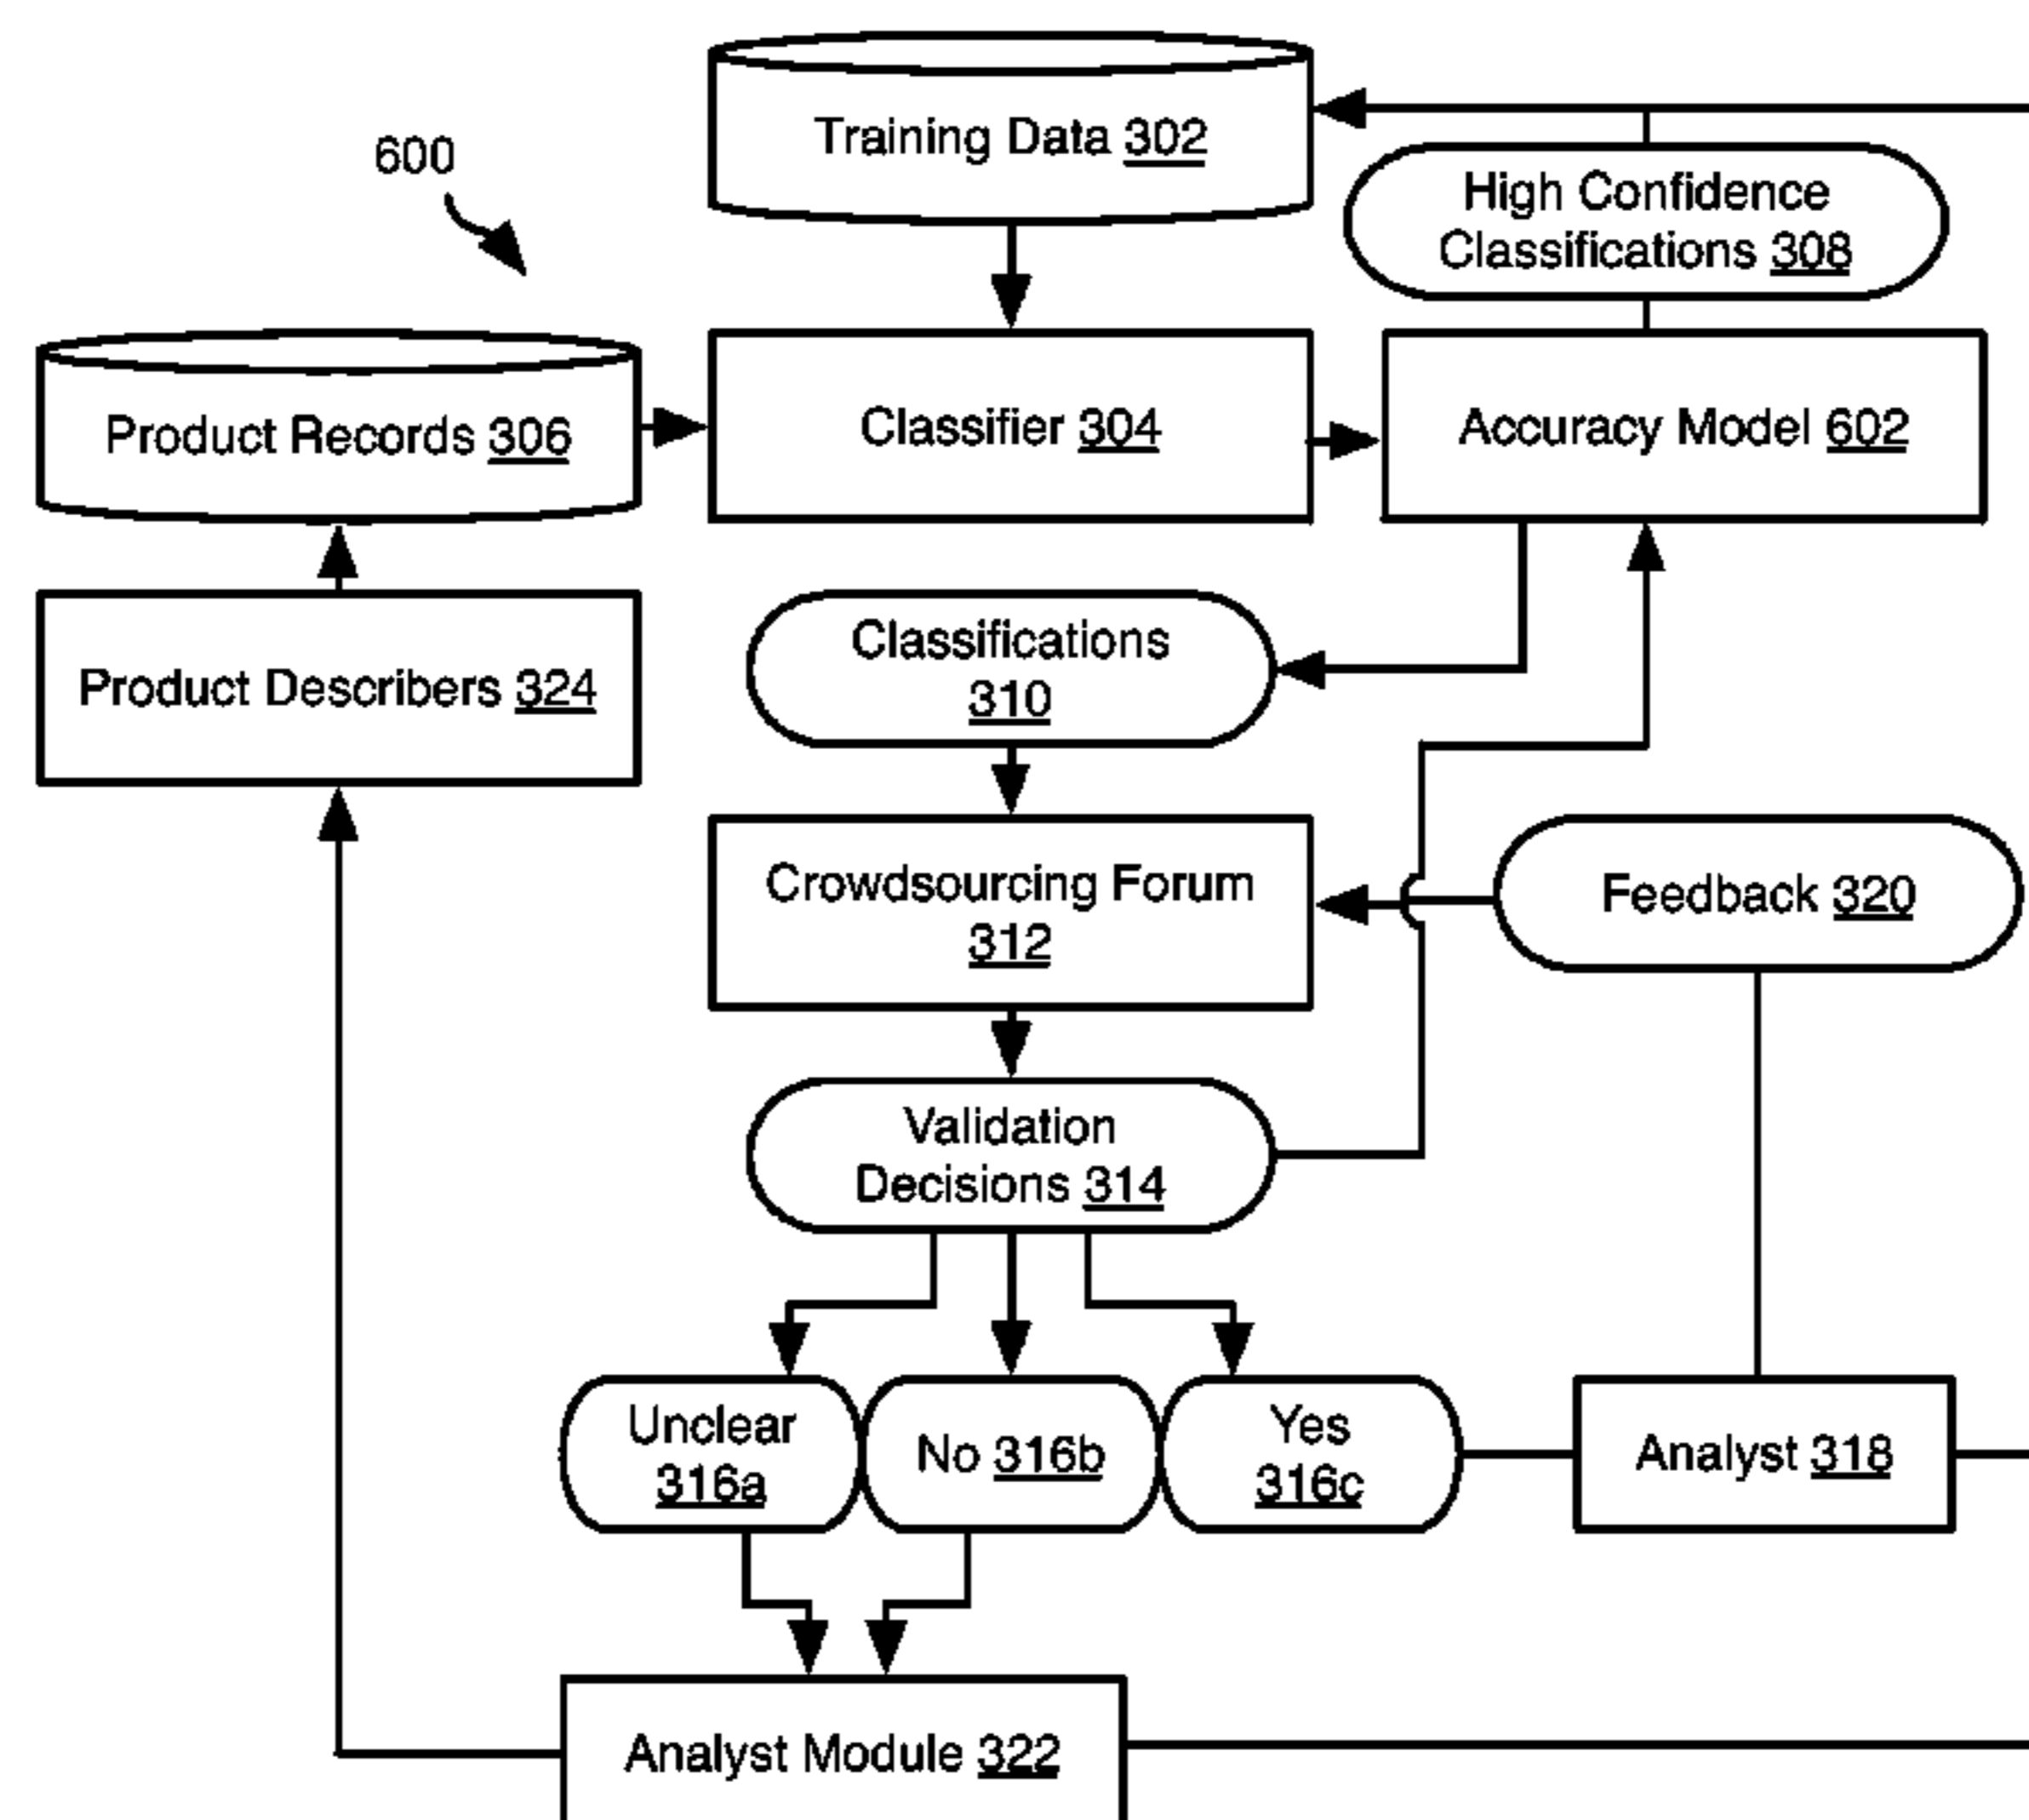 600
Training Data 302
High Confidence
Classifications 308
Product Records 306
Classifier 304
Accuracy Model 602
Product Describers 324
Classifications
310
Crowdsourcing Forum
312
Feedback 320
Validation
Decisions 314
Unclear
316a
No 316b
Yes
316c
Analyst 318
Analyst Module 322